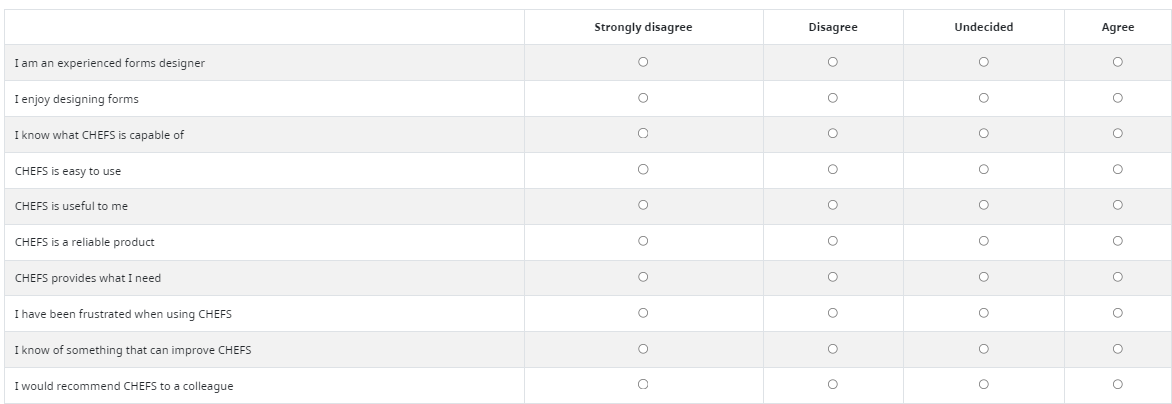 Strongly disagree Disagree Undecided Agree
I am an experienced forms designer
I enjoy designing forms
I know what CHEFS is capable of
CHEFS is easy to use
CHEFS is useful to me
CHEFS is a reliable product
CHEFS provides what I need
I have been frustrated when using CHEFS
I know of something that can improve CHEFS
I would recommend CHEFS to a colleague